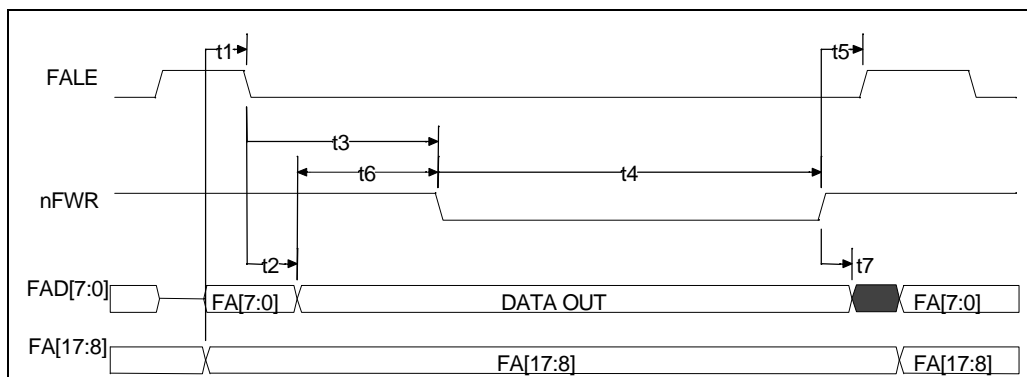 t1
t5
FALE
t3
t6
t4
nFWR
t2
t7
FAD[7:0]
FA[7:0]
DATA OUT
FA[7:0]
FA[17:8]
FA[17:8]
FA[17:8]